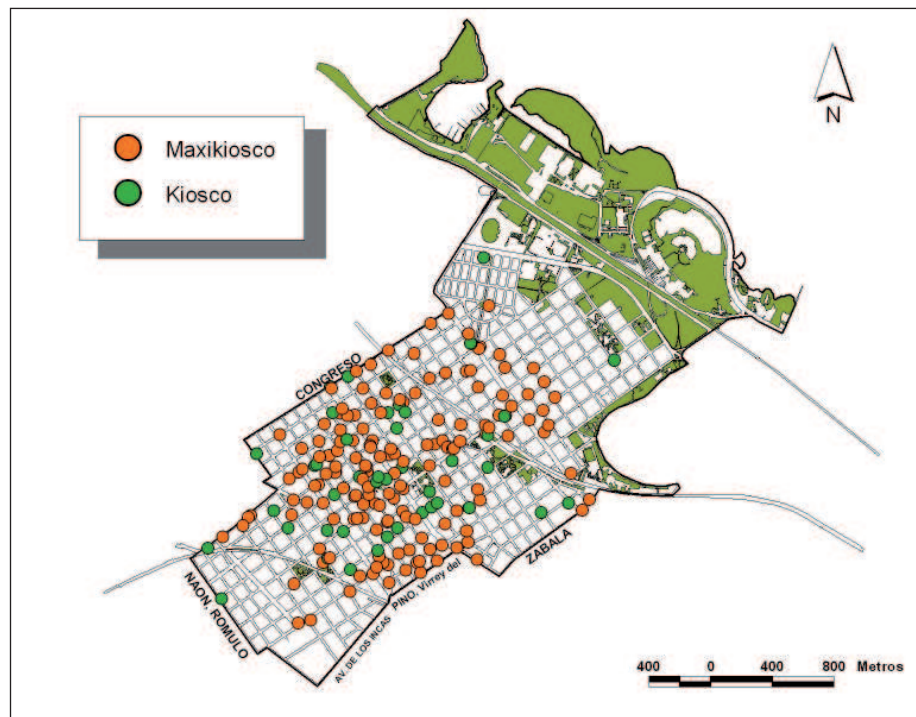 Maxikiosco
Kiosco
N
CONGRESO
ZABALA
PINO, Virrey del
AV. DE LOS INCAS
NAON, ROMULO
400 0 400 800 Metros